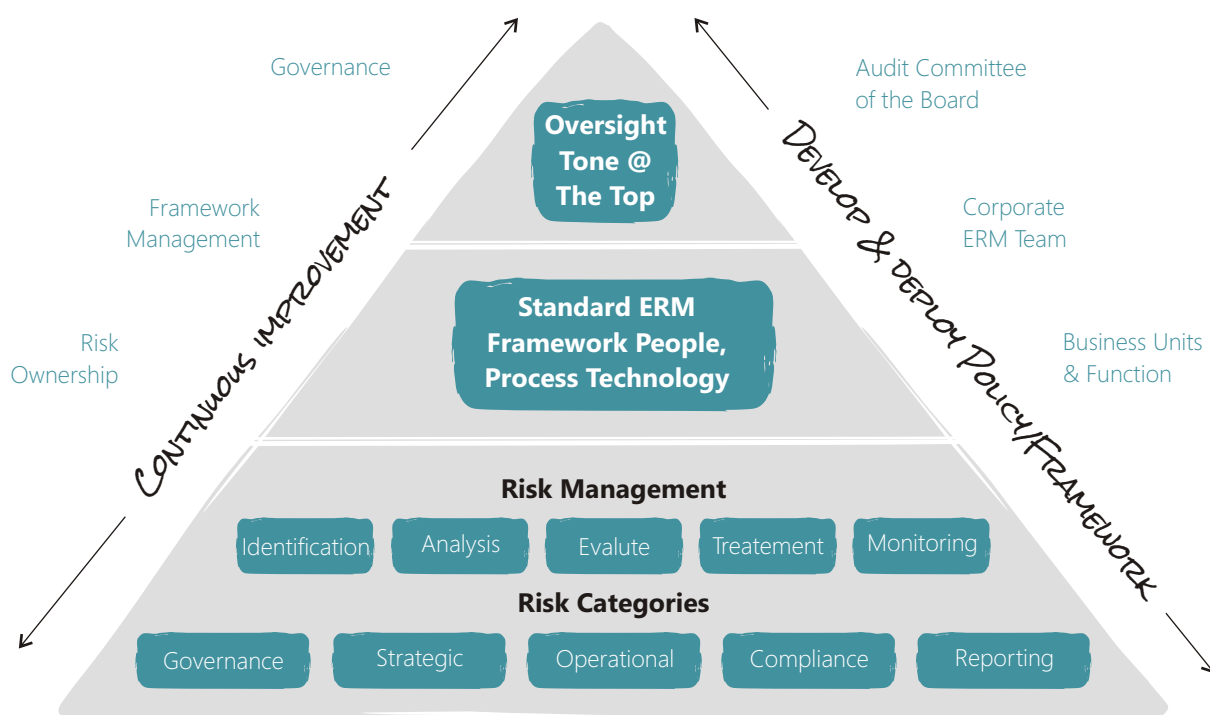 Governance
Audit Committee
of the Board
Oversight
Tone @
The Top
Framework
Management
Corporate
ERM Team
Risk
Ownership
Business Units
& Function
CONTINUOUS IMPROVEMENT
DEVELOP & DEPLOY POLICY/FRAMEWORK
Standard ERM
Framework People,
Process Technology
Risk Management
Identification
Analysis
Evalute
Treatement
Monitoring
Risk Categories
Governance
Strategic
Operational
Compliance
Reporting